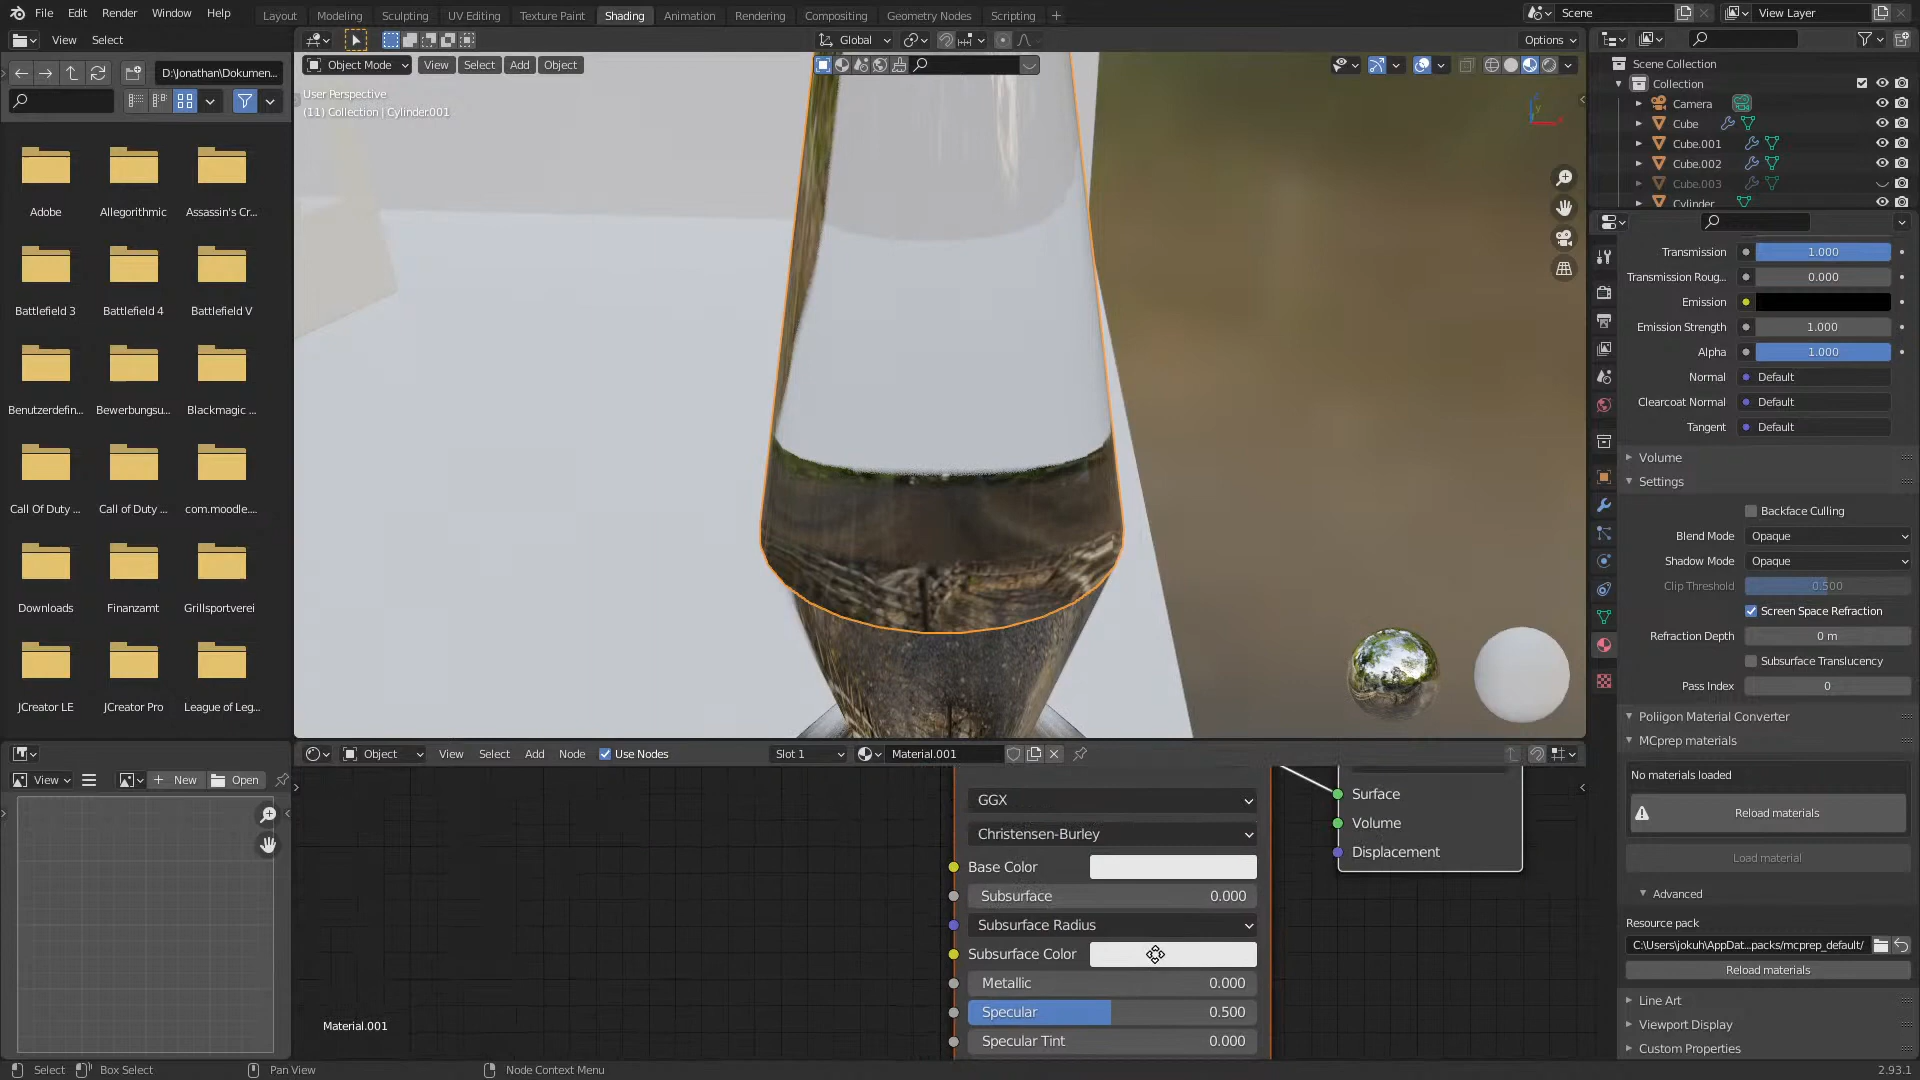 File Edit Render Window Help
Layout Modeling Sculpting UV Editing Texture Paint Shading Animation Rendering Compositing Geometry Nodes Scripting +
Scene
View Layer
View Select
Global
Options
D:\Jonathan\Dokumen...
Object Mode View Select Add Object
User Perspective
(11) Collection | Cylinder.001
Adobe
Allegorithmic
Assassin's Cr...
Battlefield 3
Battlefield 4
Battlefield V
Benutzerdefin...
Bewerbungsu...
Blackmagic ...
Call Of Duty ...
Call of Duty ...
com.moodle....
Downloads
Finanzamt
Grillsportverei
JCreator LE
JCreator Pro
League of Leg...
Scene Collection
Collection
Camera
Cube
Cube.001
Cube.002
Cube.003
Cylinder
Transmission 1.000
Transmission Roug... 0.000
Emission
Emission Strength 1.000
Alpha 1.000
Normal Default
Clearcoat Normal Default
Tangent Default
Volume
Settings
Backface Culling
Blend Mode Opaque
Shadow Mode Opaque
Clip Threshold 0.500
Screen Space Refraction
Refraction Depth 0 m
Subsurface Translucency
Pass Index 0
Poliigon Material Converter
MCprep materials
No materials loaded
Reload materials
Load material
Advanced
Resource pack
C:\Users\jokuh\AppDat...packs/mcprep_default/
Reload materials
Line Art
Viewport Display
Custom Properties
View New Open
Object View Select Add Node Use Nodes Slot 1 Material.001
GGX
Christensen-Burley
Base Color
Subsurface 0.000
Subsurface Radius
Subsurface Color
Metallic 0.000
Specular 0.500
Specular Tint 0.000
Surface
Volume
Displacement
Material.001
Select Box Select Pan View Node Context Menu 2.93.1